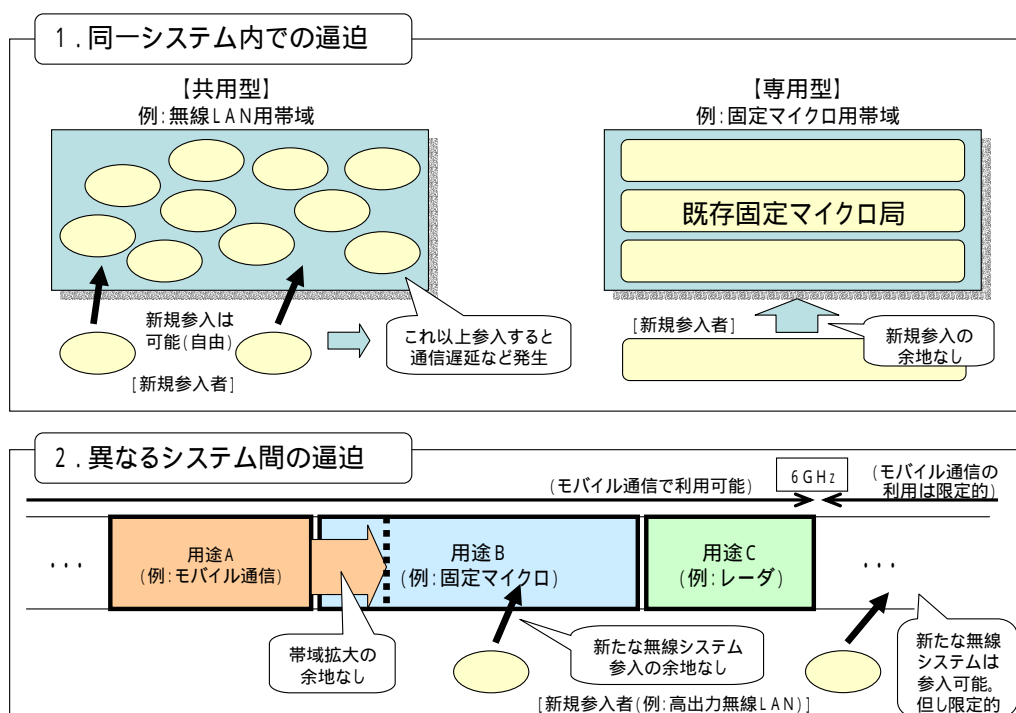 1.同一システム内での逼迫
【共用型】
例:無線LAN用帯域
新規参入は
可能(自由)
[新規参入者]
これ以上参入すると
通信遅延など発生
【専用型】
例:固定マイクロ用帯域
既存固定マイクロ局
[新規参入者]
新規参入の
余地なし
2.異なるシステム間の逼迫
(モバイル通信で利用可能)
6GHz
(モバイル通信の
利用は限定的)
・・・
用途A
(例:モバイル通信)
用途B
(例:固定マイクロ)
用途C
(例:レーダ)
・・・
帯域拡大の
余地なし
新たな無線システム
参入の余地なし
新たな無線
システムは
参入可能。
但し限定的
[新規参入者(例:高出力無線LAN)]